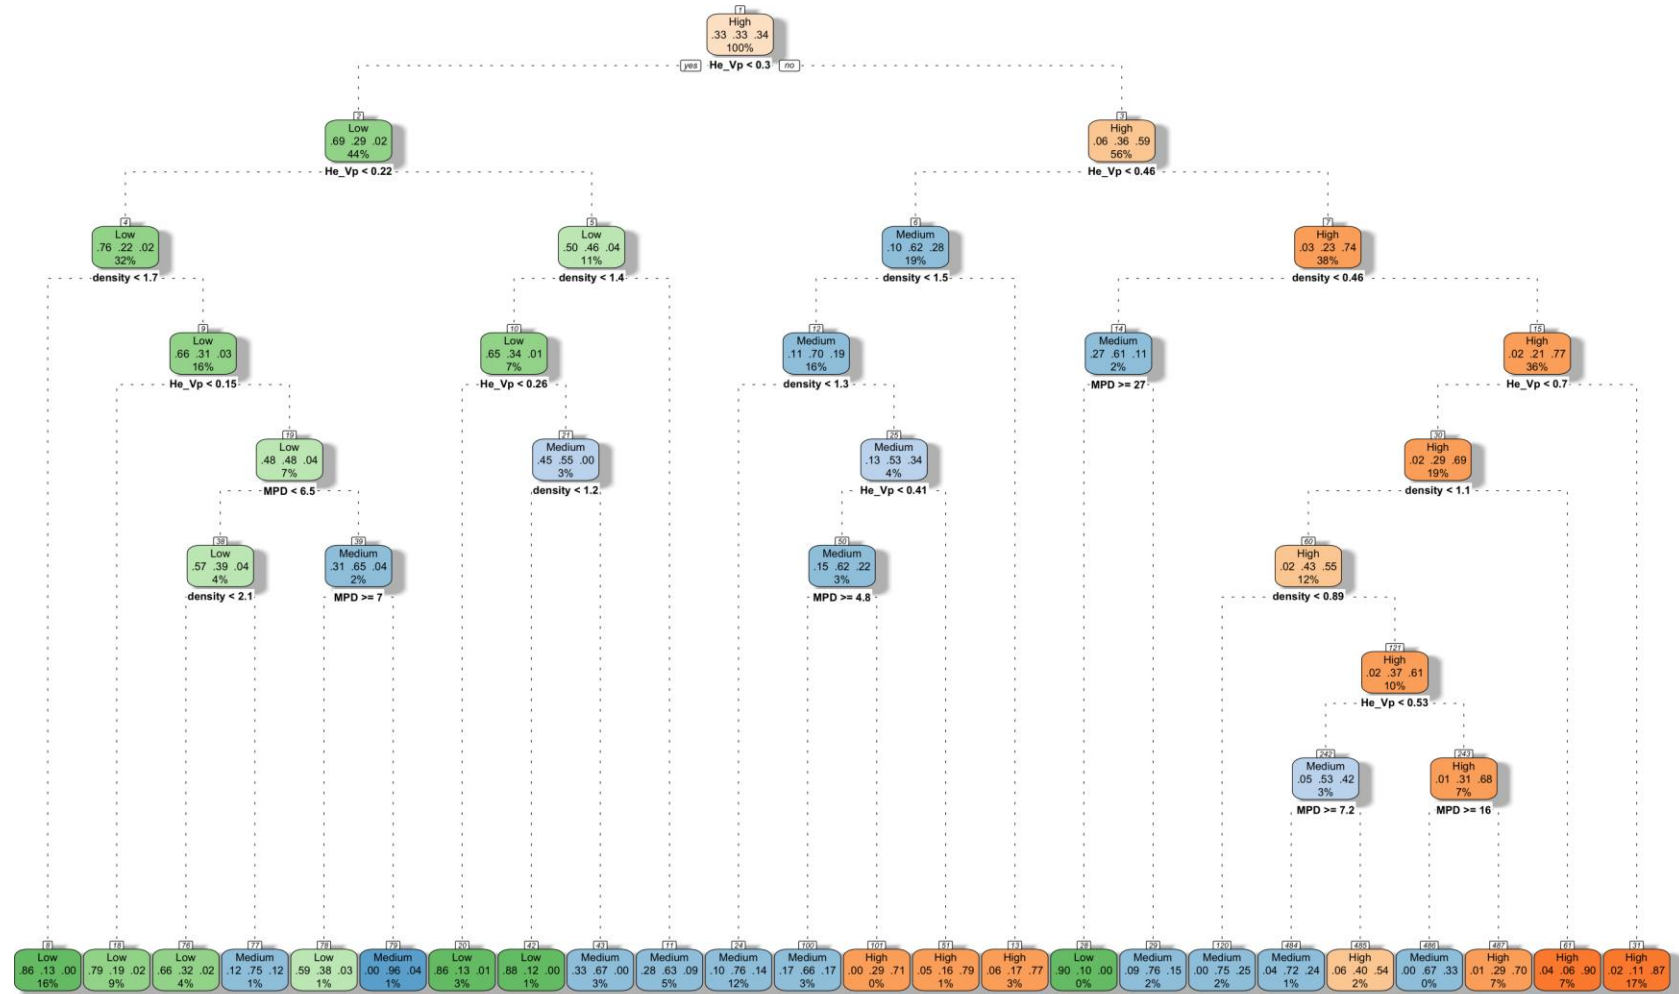 1
High
.33 .33 .34
100%
yes He_Vp < 0.3 no
2
Low
.69 .29 .02
44%
He_Vp < 0.22
3
High
.06 .36 .59
56%
He_Vp < 0.46
4
Low
.76 .22 .02
32%
density < 1.7
5
Low
.50 .46 .04
11%
density < 1.4
6
Medium
.10 .62 .28
19%
density < 1.5
7
High
.03 .23 .74
38%
density < 0.46
9
Low
.66 .31 .03
16%
He_Vp < 0.15
10
Low
.65 .34 .01
7%
He_Vp < 0.26
12
Medium
.11 .70 .19
16%
density < 1.3
14
Medium
.27 .61 .11
2%
MPD >= 27
15
High
.02 .21 .77
36%
He_Vp < 0.7
19
Low
.48 .48 .04
7%
MPD < 6.5
21
Medium
.45 .55 .00
3%
density < 1.2
25
Medium
.13 .53 .34
4%
He_Vp < 0.41
30
High
.02 .29 .69
19%
density < 1.1
38
Low
.57 .39 .04
4%
density < 2.1
39
Medium
.31 .65 .04
2%
MPD >= 7
50
Medium
.15 .62 .22
3%
MPD >= 4.8
60
High
.02 .43 .55
12%
density < 0.89
121
High
.02 .37 .61
10%
He_Vp < 0.53
242
Medium
.05 .53 .42
3%
MPD >= 7.2
243
High
.01 .31 .68
7%
MPD >= 16
8
Low
.86 .13 .00
16%
18
Low
.79 .19 .02
9%
76
Low
.66 .32 .02
4%
77
Medium
.12 .75 .12
1%
78
Low
.59 .38 .03
1%
79
Medium
.00 .96 .04
1%
20
Low
.86 .13 .01
3%
42
Low
.88 .12 .00
1%
43
Medium
.33 .67 .00
3%
11
Medium
.28 .63 .09
5%
24
Medium
.10 .76 .14
12%
100
Medium
.17 .66 .17
3%
101
High
.00 .29 .71
0%
51
High
.05 .16 .79
1%
13
High
.06 .17 .77
3%
28
Low
.90 .10 .00
0%
29
Medium
.09 .76 .15
2%
120
Medium
.00 .75 .25
2%
484
Medium
.04 .72 .24
1%
485
High
.06 .40 .54
2%
486
Medium
.00 .67 .33
0%
487
High
.01 .29 .70
7%
61
High
.04 .06 .90
7%
31
High
.02 .11 .87
17%